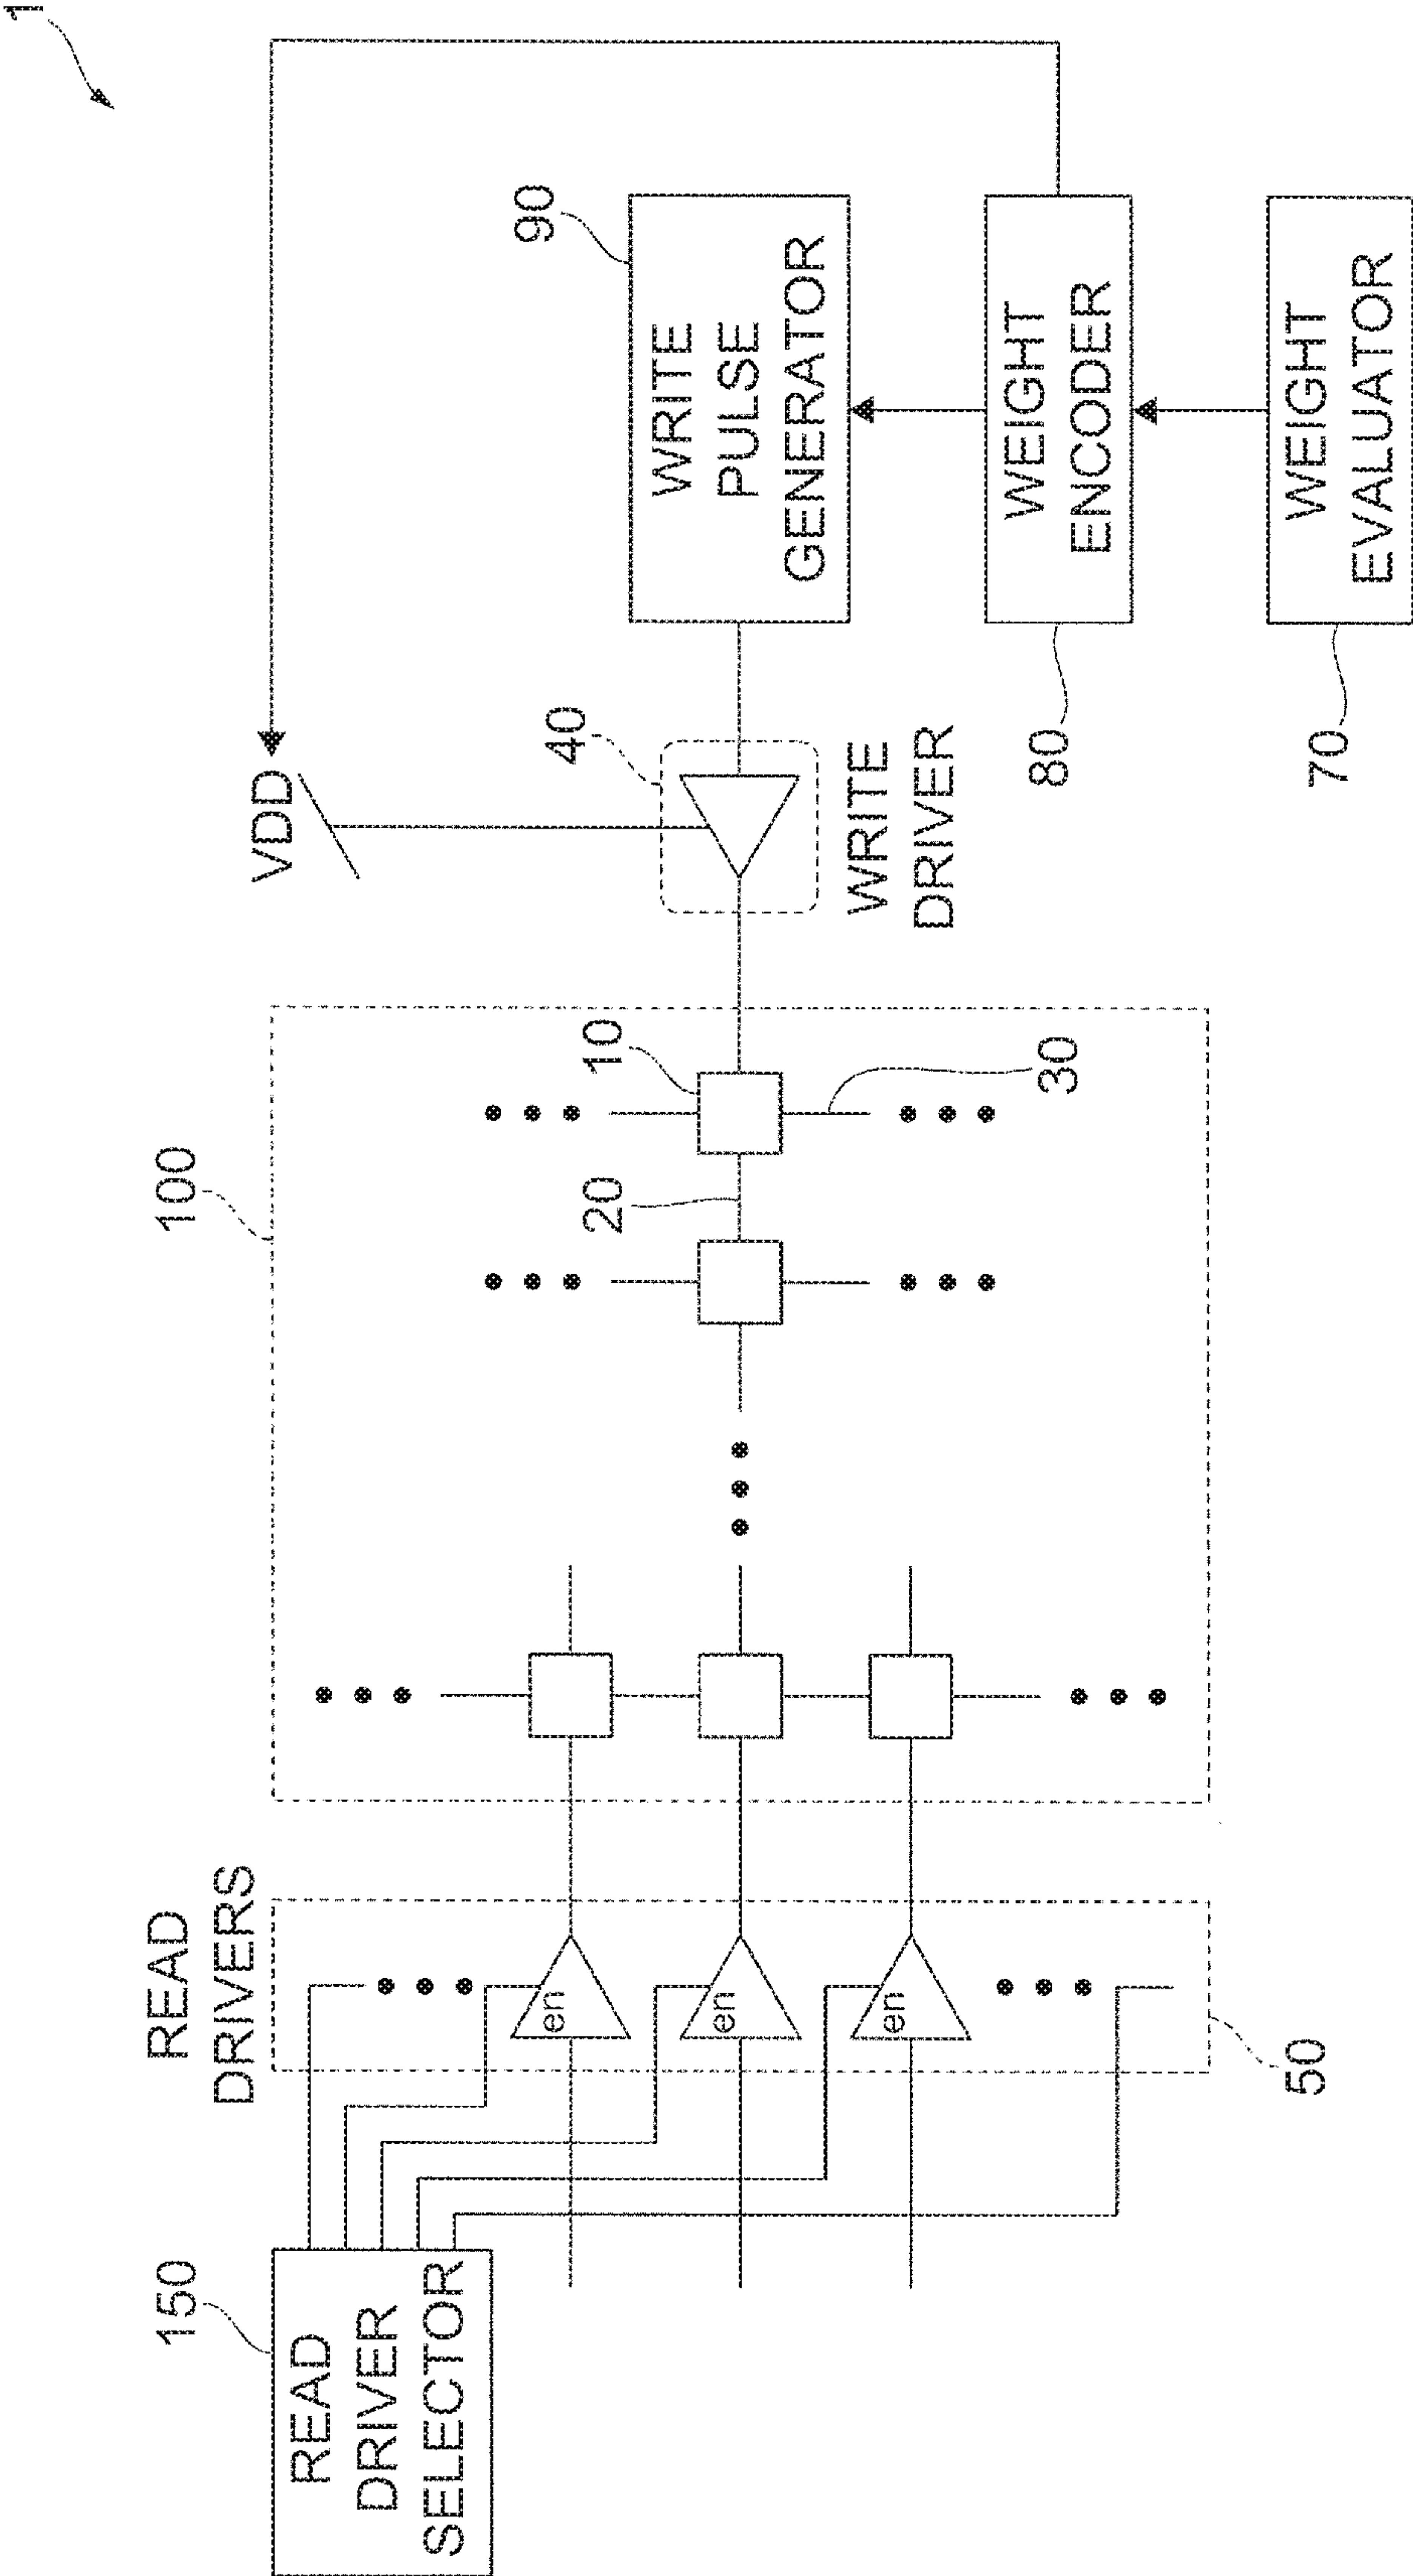 1
150
READ
DRIVERS
100
VDD
READ
DRIVER
SELECTOR
en
en
en
50
20
10
30
40
WRITE
DRIVER
90
WRITE
PULSE
GENERATOR
80
WEIGHT
ENCODER
70
WEIGHT
EVALUATOR